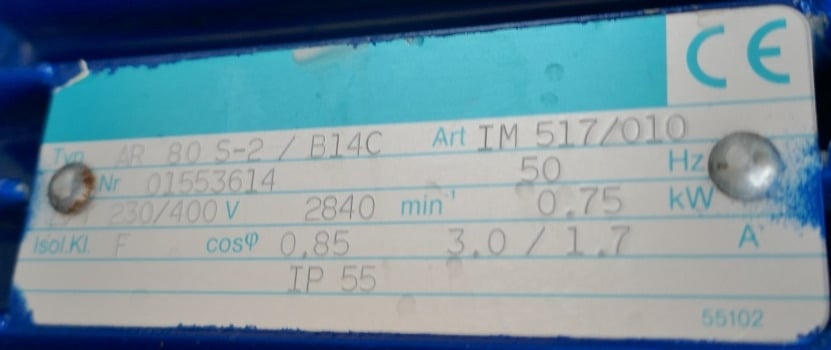 CE
Typ AR 80 S-2 / B14C Art IM 517/010
Nr 01553614 50 Hz
230/400 V 2840 min⁻¹ 0.75 kW
Isol.Kl. F cosφ 0,85 3.0 / 1.7 A
IP 55
55102